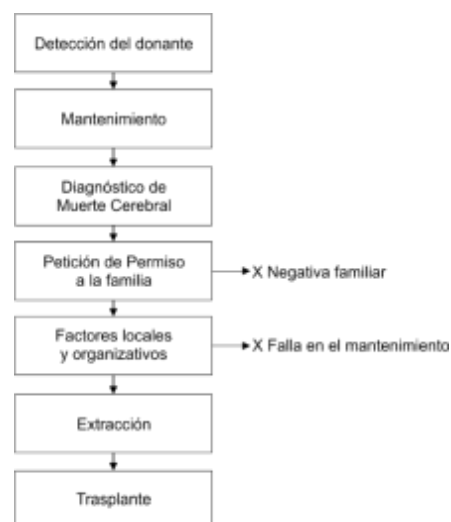 Detección del donante
Mantenimiento
Diagnóstico de
Muerte Cerebral
Petición de Permiso
a la familia
X Negativa familiar
Factores locales
y organizativos
X Falla en el mantenimiento
Extracción
Trasplante